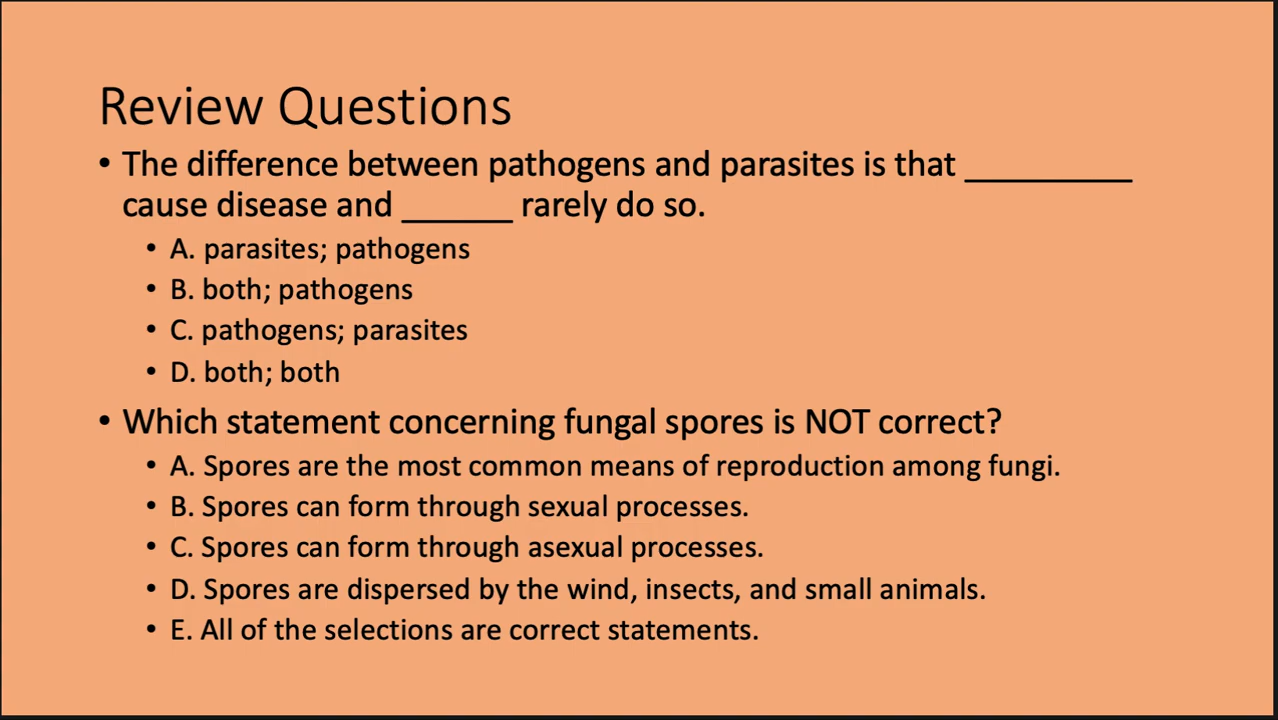 Review Questions
• The difference between pathogens and parasites is that __________
cause disease and ______ rarely do so.
• A. parasites; pathogens
• B. both; pathogens
• C. pathogens; parasites
• D. both; both
• Which statement concerning fungal spores is NOT correct?
• A. Spores are the most common means of reproduction among fungi.
• B. Spores can form through sexual processes.
• C. Spores can form through asexual processes.
• D. Spores are dispersed by the wind, insects, and small animals.
• E. All of the selections are correct statements.